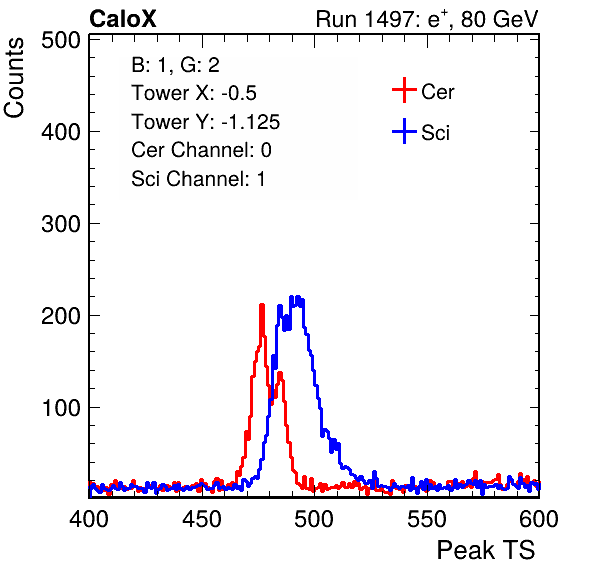 CaloX
Run 1497: e+, 80 GeV
Counts
500
400
300
200
100
B: 1, G: 2
Tower X: -0.5
Tower Y: -1.125
Cer Channel: 0
Sci Channel: 1
Cer
Sci
400
450
500
550
600
Peak TS